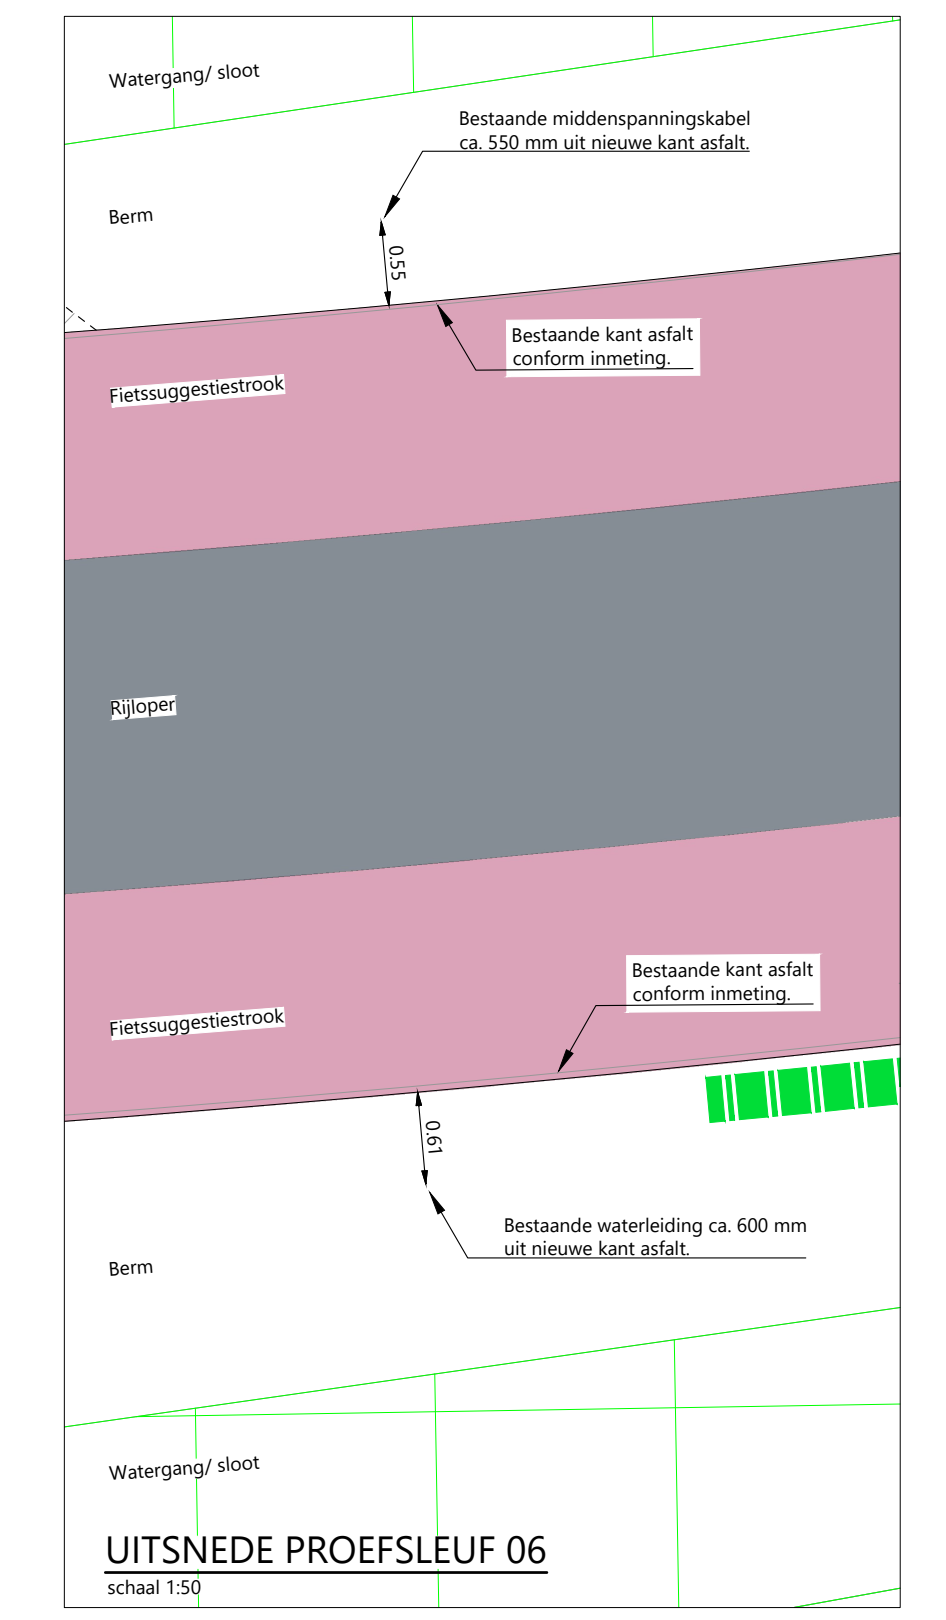 Watergang/ sloot
Bestaande middenspanningskabel
ca. 550 mm uit nieuwe kant asfalt.
Berm
0.55
Bestaande kant asfalt
conform inmeting.
Fietssuggestiestrook
Rijloper
Bestaande kant asfalt
conform inmeting.
Fietssuggestiestrook
0.61
Bestaande waterleiding ca. 600 mm
uit nieuwe kant asfalt.
Berm
Watergang/ sloot
UITSNEDE PROEFSLEUF 06
schaal 1:50